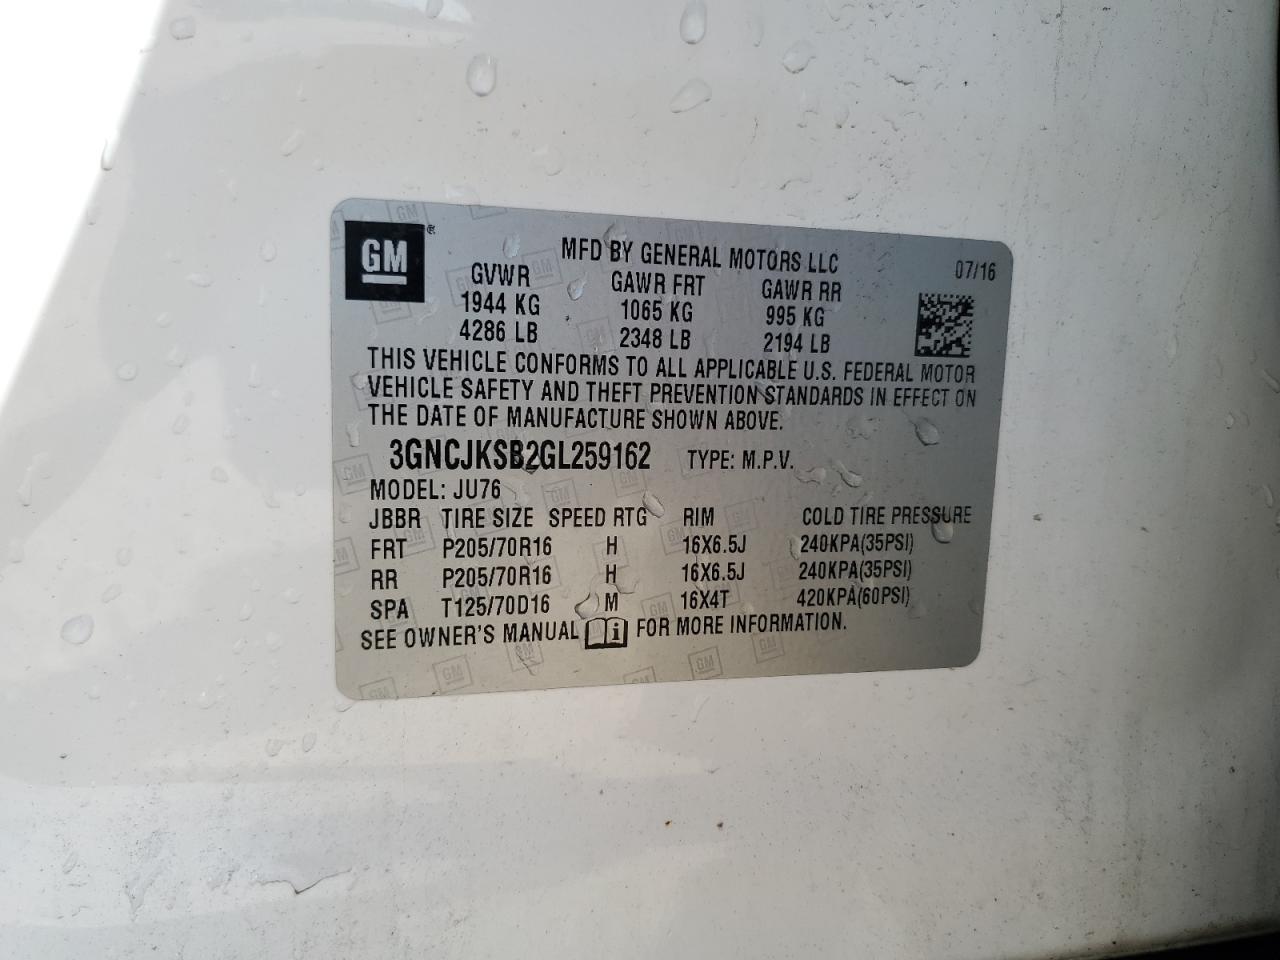 GM®
MFD BY GENERAL MOTORS LLC 07/16
GVWR GAWR FRT GAWR RR
1944 KG 1065 KG 995 KG
4286 LB 2348 LB 2194 LB
THIS VEHICLE CONFORMS TO ALL APPLICABLE U.S. FEDERAL MOTOR
VEHICLE SAFETY AND THEFT PREVENTION STANDARDS IN EFFECT ON
THE DATE OF MANUFACTURE SHOWN ABOVE.
3GNCJKSB2GL259162 TYPE: M.P.V.
MODEL: JU76
JBBR TIRE SIZE SPEED RTG RIM COLD TIRE PRESSURE
FRT P205/70R16 H 16X6.5J 240KPA(35PSI)
RR P205/70R16 H 16X6.5J 240KPA(35PSI)
SPA T125/70D16 M 16X4T 420KPA(60PSI)
SEE OWNER'S MANUAL i FOR MORE INFORMATION.